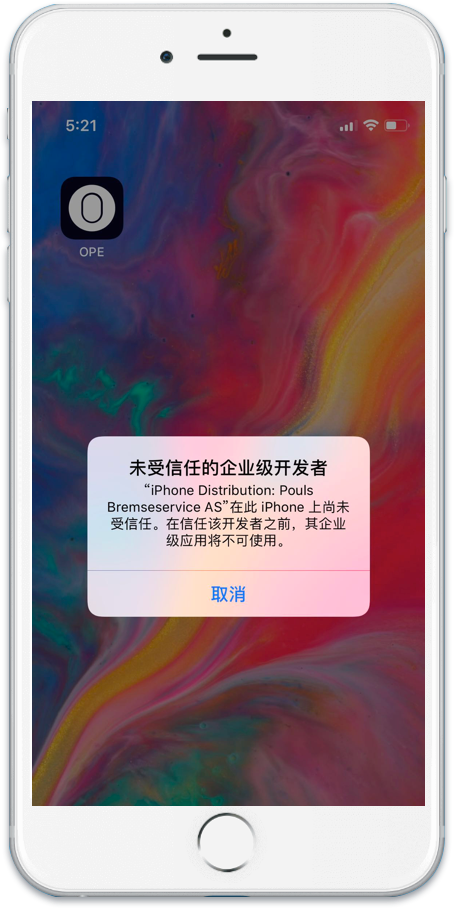 5:21
OPE
未受信任的企业级开发者
“iPhone Distribution: Pouls
Bremseservice AS”在此 iPhone 上尚未
受信任。在信任该开发者之前，其企业
级应用将不可使用。
取消